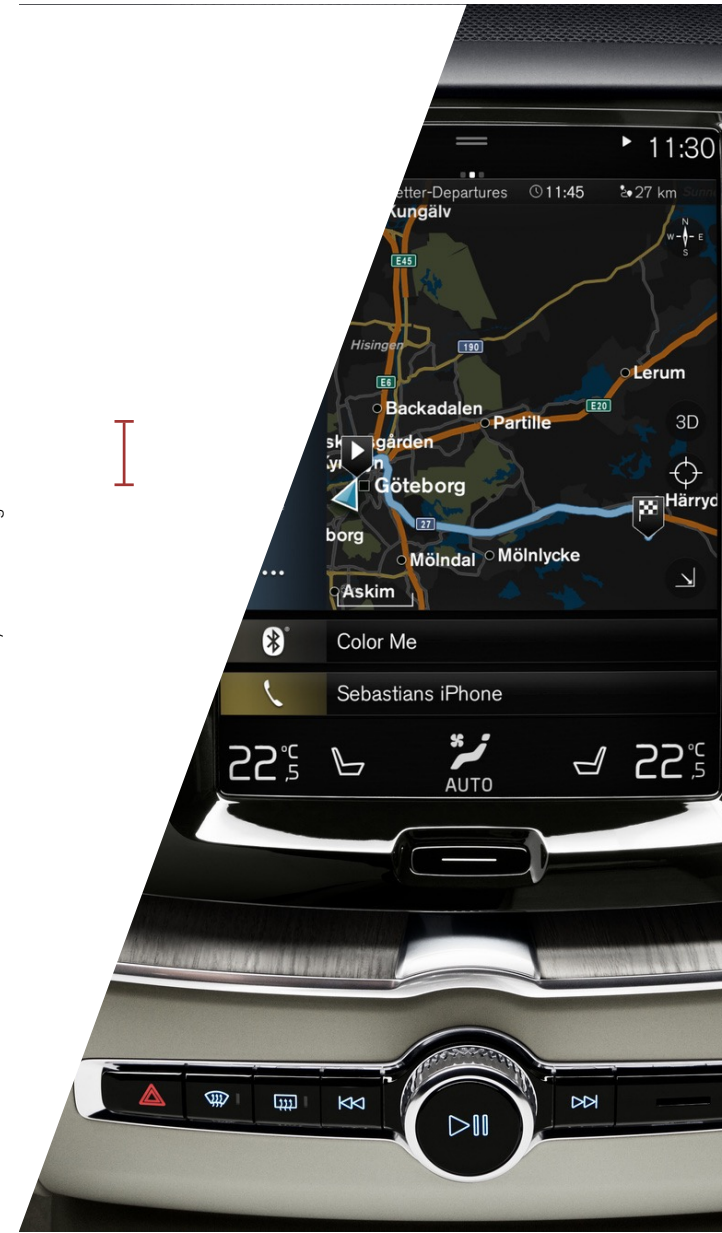 11:30
etter-Departures 11:45 27 km
Kungälv
N
W E
S
E45
Hisingen
190
E6
Lerum
Backadalen
E20
Partille
3D
gården
Göteborg
Härryd
27
borg
Mölndal
Mölnlycke
Askim
Color Me
Sebastians iPhone
22,5 °C
AUTO
22,5 °C